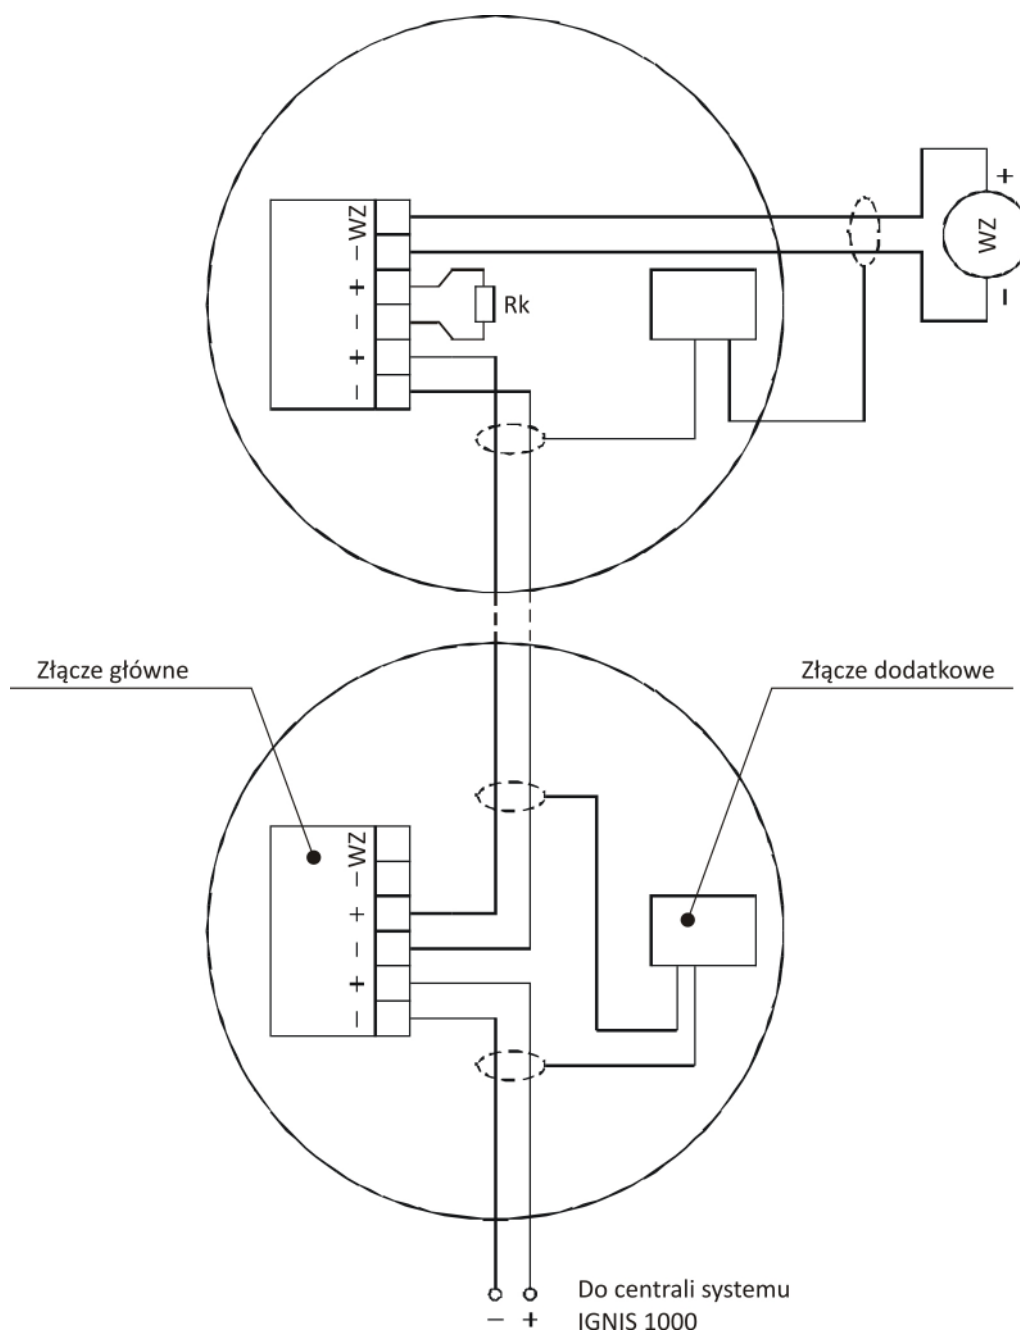 WZ
−
+
−
+
−
Rk
+
WZ
−
Złącze główne
Złącze dodatkowe
WZ
−
+
−
+
−
− +
Do centrali systemu
IGNIS 1000